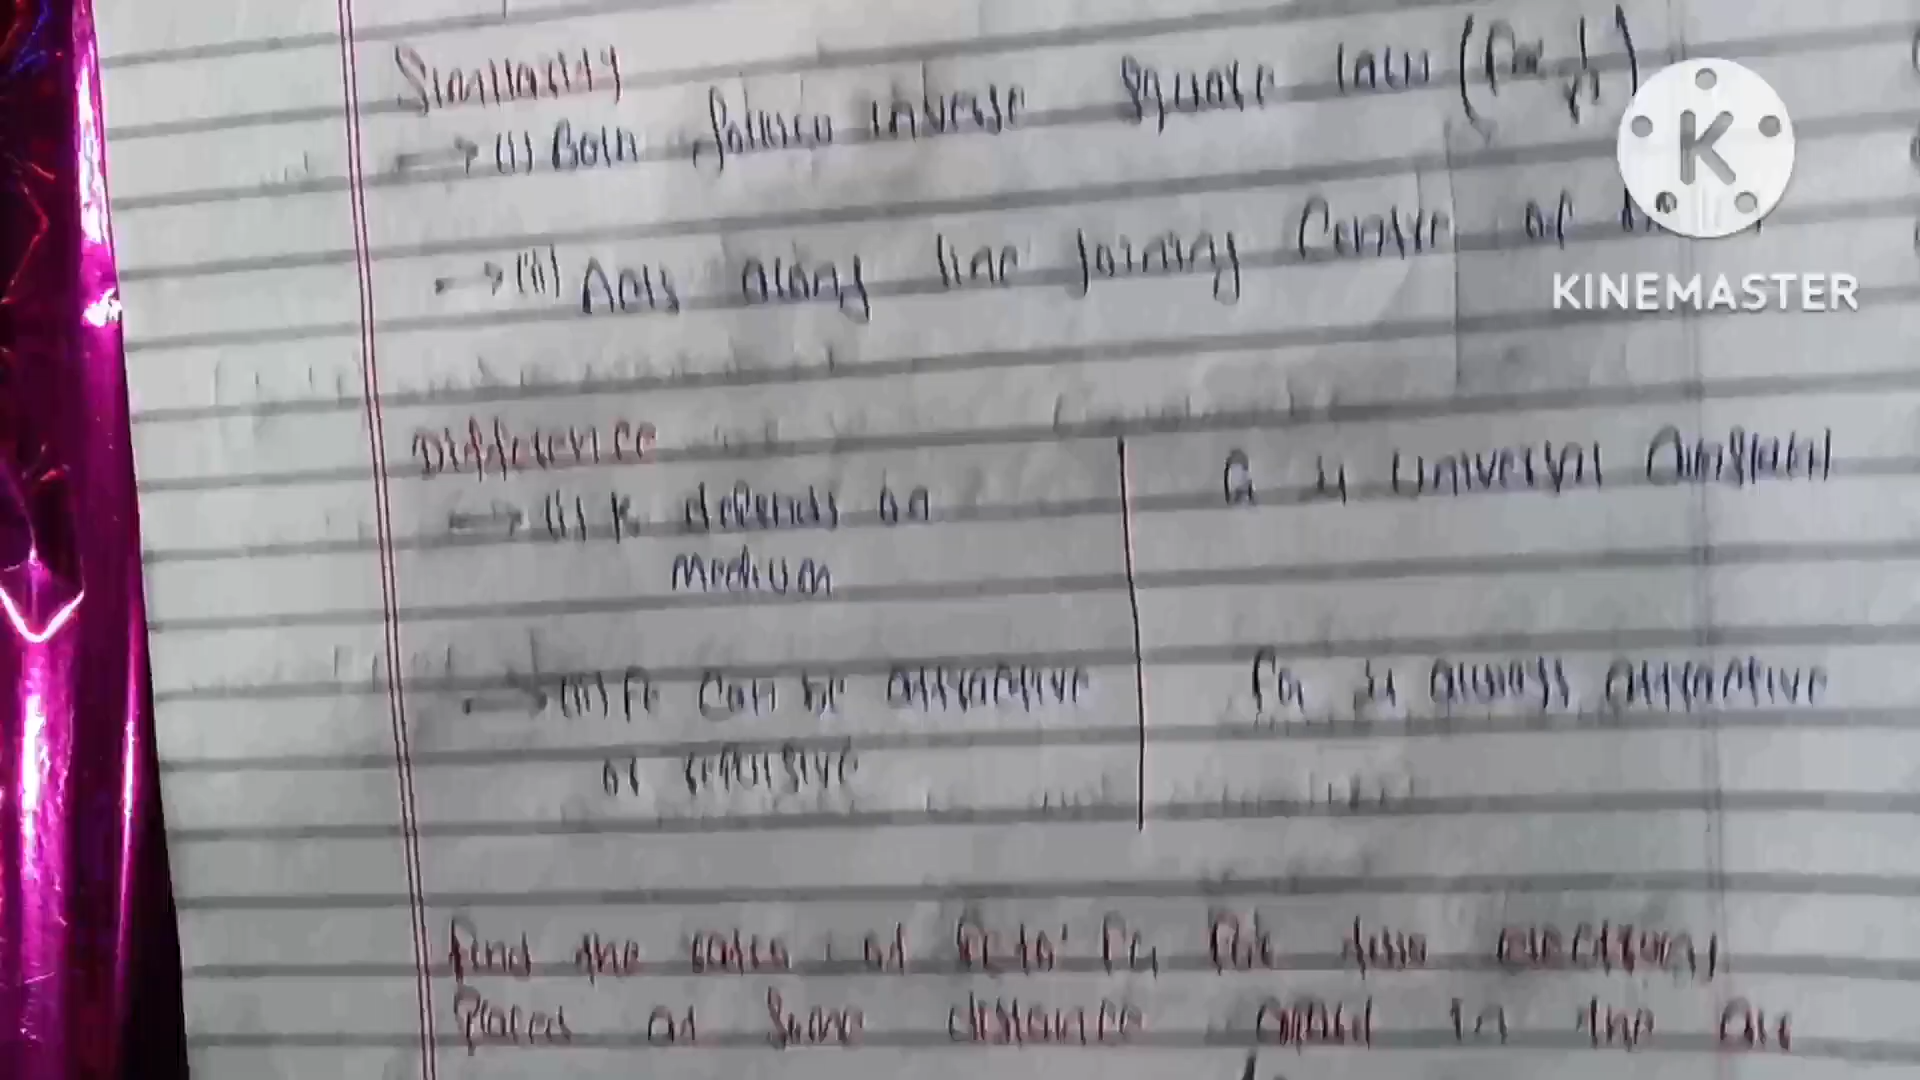 Similarity
→ (i) Both follow inverse square law (
→ (ii) Acts along line joining Centre of
KINEMASTER
Difference
→ (i) K depends on
medium
G is universal Constant
→ (ii) Fe can be attractive
or repulsive
FG is always attractive
find the ratio of Fe to FG for two electrons
Placed at Same distance apart in the air